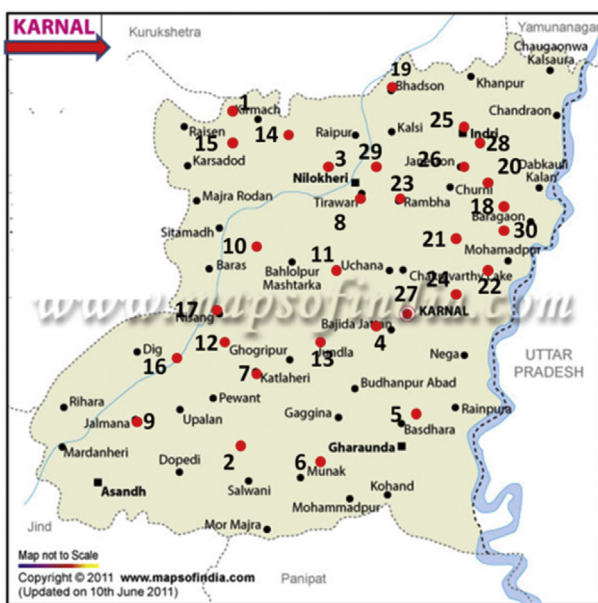 KARNAL
Kurukshetra
Yamunanagar
Chaugaonwa
Kalsaura
19
Bhadson
Khanpur
1
Kirmach
Chandraon
Raisen
14
Raipur
Kalsi
25
Indri
28
15
Karsadod
3
29
26
20
Dabkauli
Kalan
Nilokheri
Churni
Majra Rodan
Tirawari
23
Rambha
18
8
Baragaon
Sitamadh
30
10
21
Mohamadpur
Baras
Bahlolpur
Mashtarka
11
Uchana
Chakravarthy Lake
24
22
www.mapsofindia.com
17
Nisang
27
KARNAL
Bajida Jattan
4
12
Ghogripur
13
Jundla
Dig
16
Nega
UTTAR
PRADESH
7
Katlaheri
Budhanpur Abad
Rihara
Pewant
Jalmana
9
Upalan
Gaggina
5
Rainpura
Basdhara
Mardanheri
Gharaunda
Dopedi
2
6
Munak
Asandh
Salwani
Kohand
Mohammadpur
Jind
Mor Majra
Map not to Scale
Panipat
Copyright © 2011 www.mapsofindia.com
(Updated on 10th June 2011)